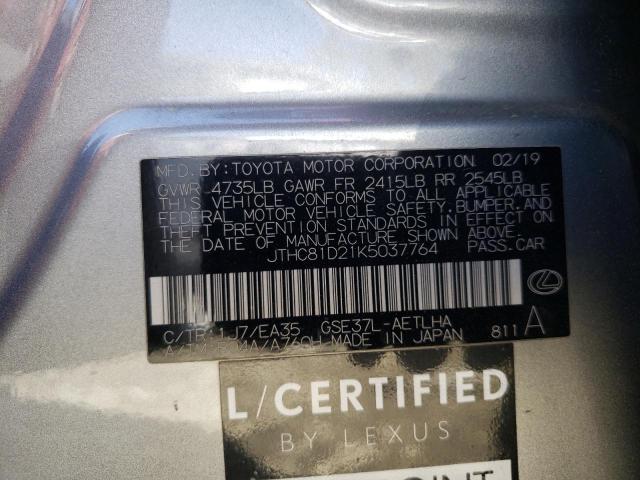 MFD. BY: TOYOTA MOTOR CORPORATION 02/19
GVWR 4735LB GAWR FR 2415LB RR 2545LB
THIS VEHICLE CONFORMS TO ALL APPLICABLE
FEDERAL MOTOR VEHICLE SAFETY, BUMPER, AND
THEFT PREVENTION STANDARDS IN EFFECT ON
THE DATE OF MANUFACTURE SHOWN ABOVE.
JTHC81D21K5037764 PASS. CAR
C/TR: 1J7/EA35 GSE37L-AETLHA
MA/A760H MADE IN JAPAN 811 A
L/CERTIFIED
BY LEXUS